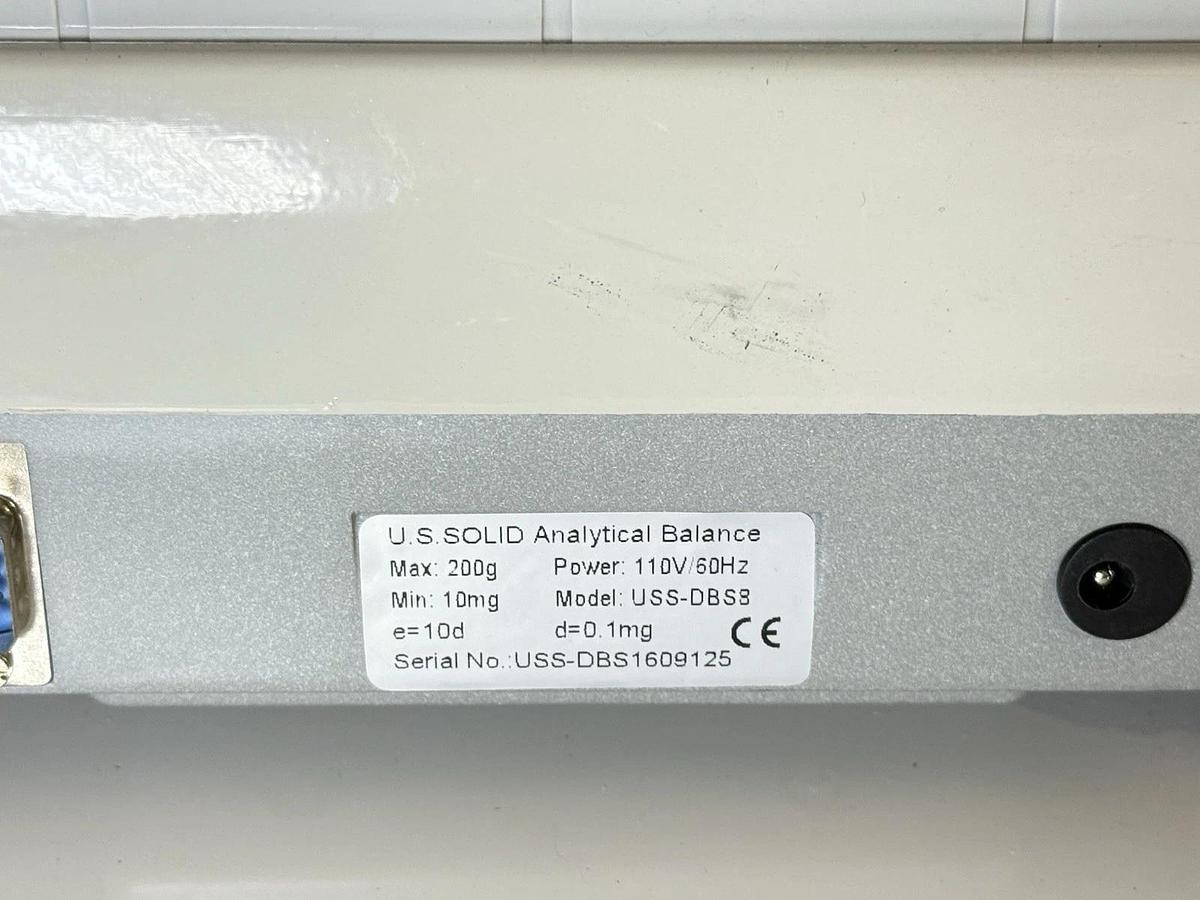 U.S.SOLID Analytical Balance
Max: 200g Power: 110V/60Hz
Min: 10mg Model: USS-DBS8
e=10d d=0.1mg CE
Serial No.:USS-DBS1609125